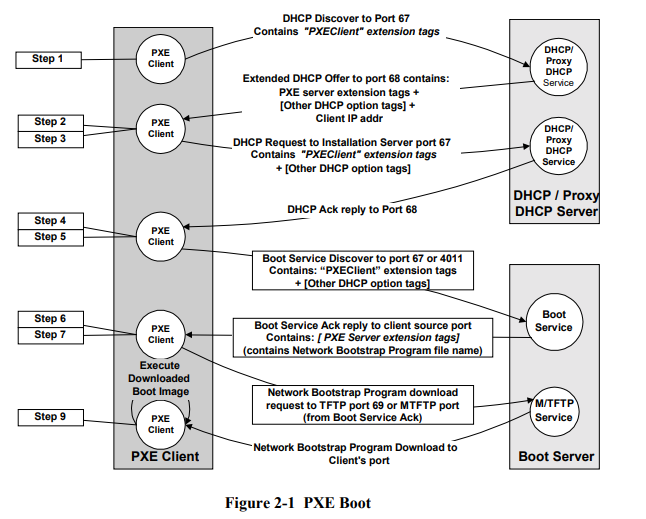 DHCP Discover to Port 67
Contains "PXEClient" extension tags
Step 1
PXE
Client
DHCP/
Proxy
DHCP
Service
Extended DHCP Offer to port 68 contains:
PXE server extension tags +
[Other DHCP option tags] +
Client IP addr
Step 2
Step 3
PXE
Client
DHCP Request to Installation Server port 67
Contains "PXEClient" extension tags
+ [Other DHCP option tags]
DHCP/
Proxy
DHCP
Service
DHCP / Proxy
DHCP Server
DHCP Ack reply to Port 68
Step 4
Step 5
PXE
Client
Boot Service Discover to port 67 or 4011
Contains: “PXEClient” extension tags
+ [Other DHCP option tags]
Step 6
Step 7
PXE
Client
Boot Service Ack reply to client source port
Contains: [ PXE Server extension tags]
(contains Network Bootstrap Program file name)
Boot
Service
Execute
Downloaded
Boot Image
Network Bootstrap Program download
request to TFTP port 69 or MTFTP port
(from Boot Service Ack)
M/TFTP
Service
Step 9
PXE
Client
Network Bootstrap Program Download to
Client's port
PXE Client
Boot Server
Figure 2-1 PXE Boot